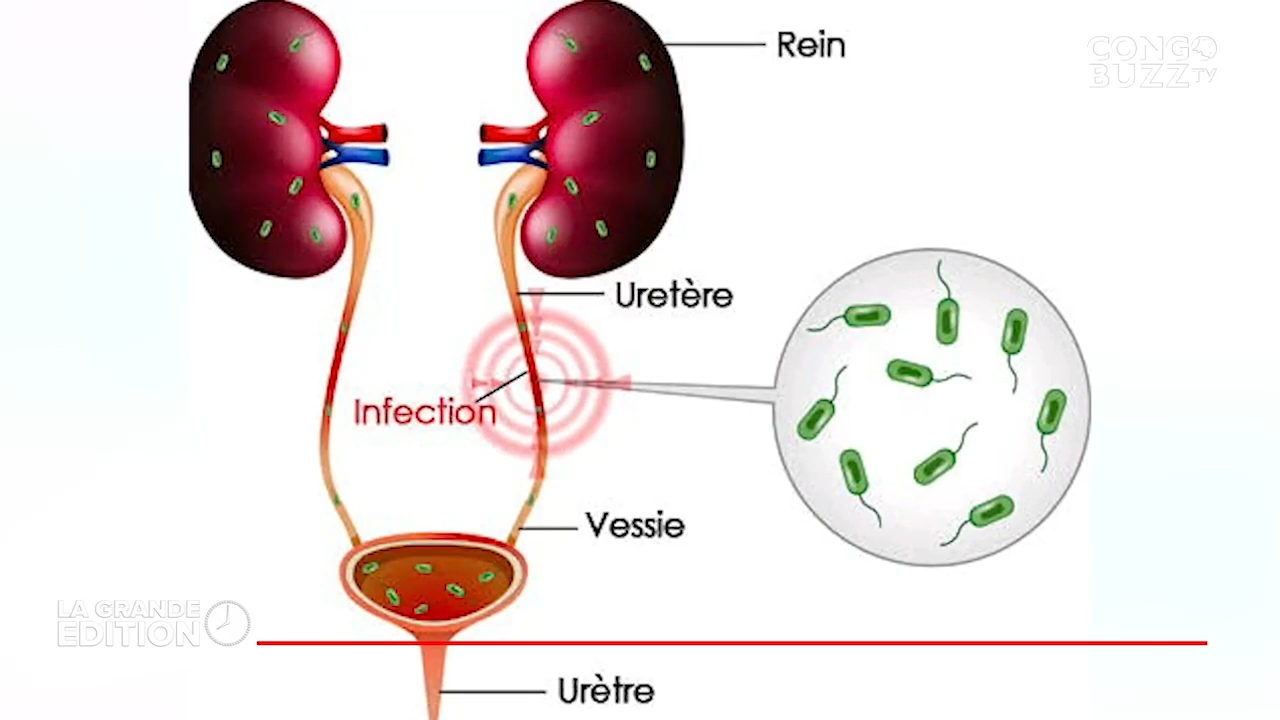 Rein
CONGO
BUZZ TV
Uretère
Infection
Vessie
LA GRANDE
EDITION
Urètre